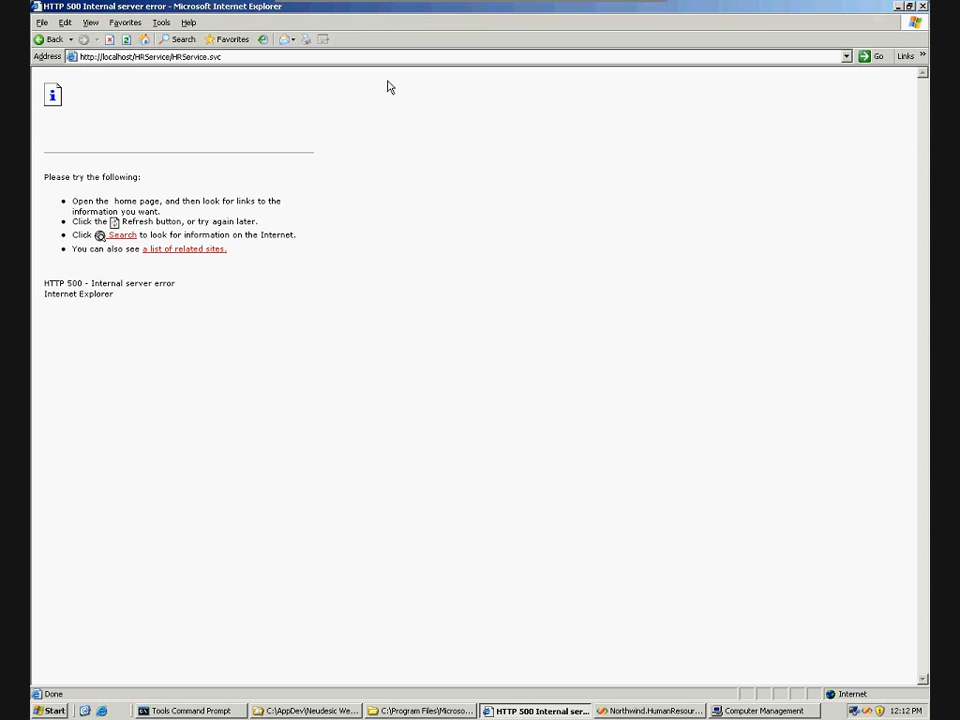 HTTP 500 Internal server error - Microsoft Internet Explorer
File Edit View Favorites Tools Help
Back Search Favorites
Address http://localhost/HRService/HRService.svc Go Links »
Please try the following:
• Open the home page, and then look for links to the
information you want.
• Click the Refresh button, or try again later.
• Click Search to look for information on the Internet.
• You can also see a list of related sites.
HTTP 500 - Internal server error
Internet Explorer
Done Internet
Start Tools Command Prompt C:\AppDev\Neudesic We... C:\Program Files\Microso... HTTP 500 Internal ser... Northwind.HumanResour... Computer Management 12:12 PM